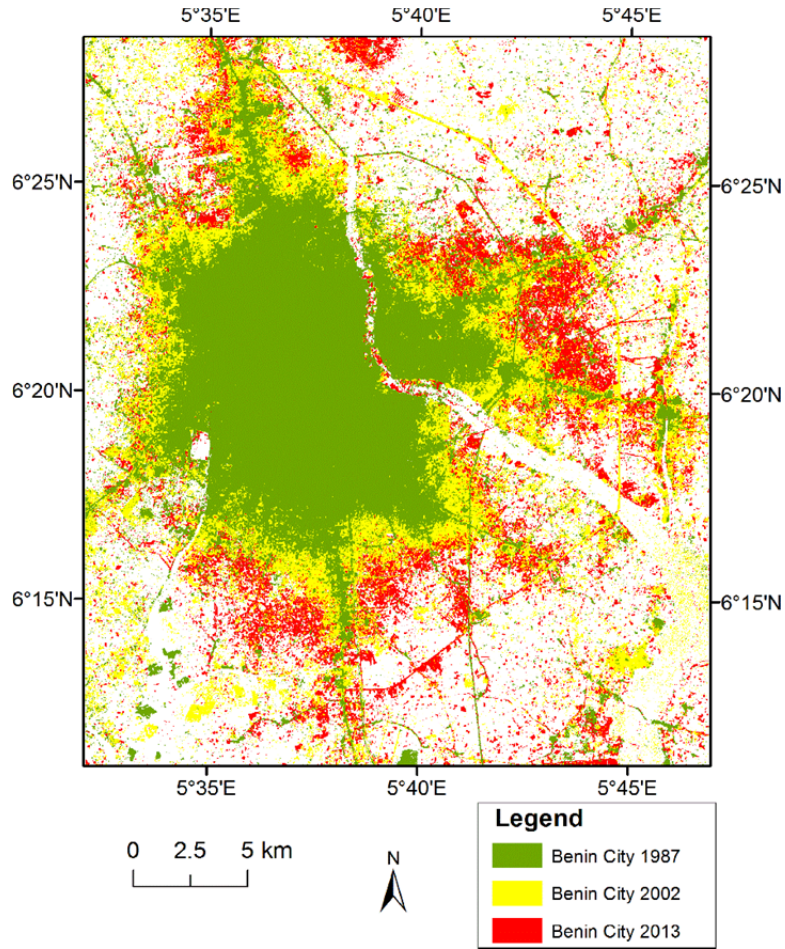 5°35'E 5°40'E 5°45'E
6°25'N 6°25'N
6°20'N 6°20'N
6°15'N 6°15'N
5°35'E 5°40'E 5°45'E
0 2.5 5 km
N
Legend
Benin City 1987
Benin City 2002
Benin City 2013